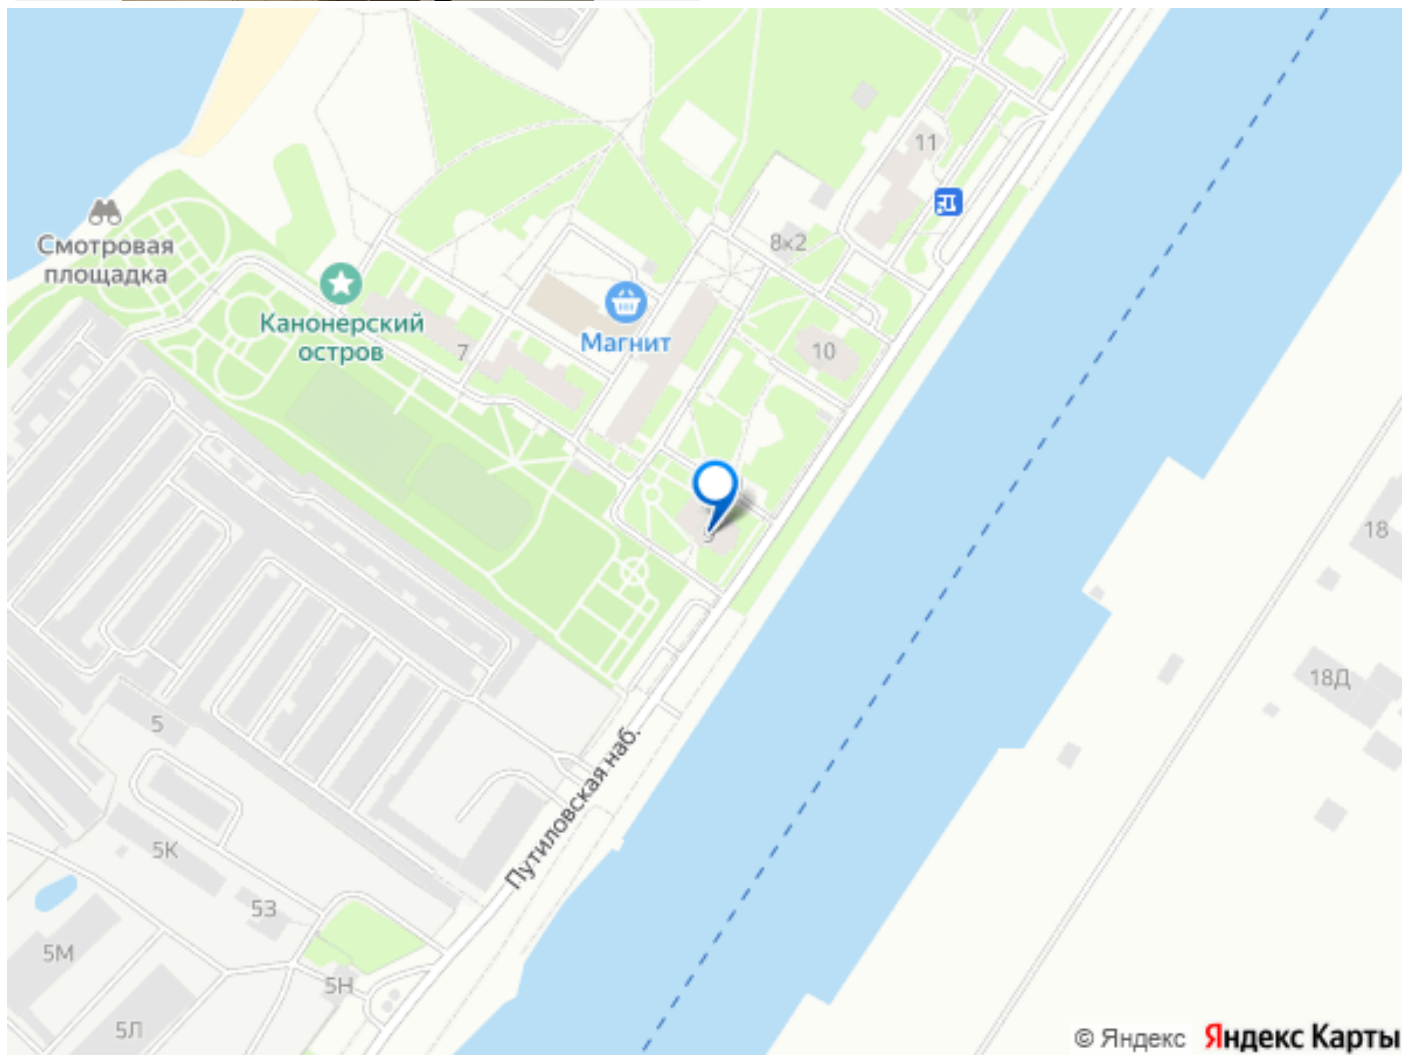 11
8к2
Смотровая
площадка
Канонерский
остров
Магнит
7
10
9
18
18Д
5
Путиловская наб.
5К
53
5М
5Н
5Л
© Яндекс Яндекс Карты